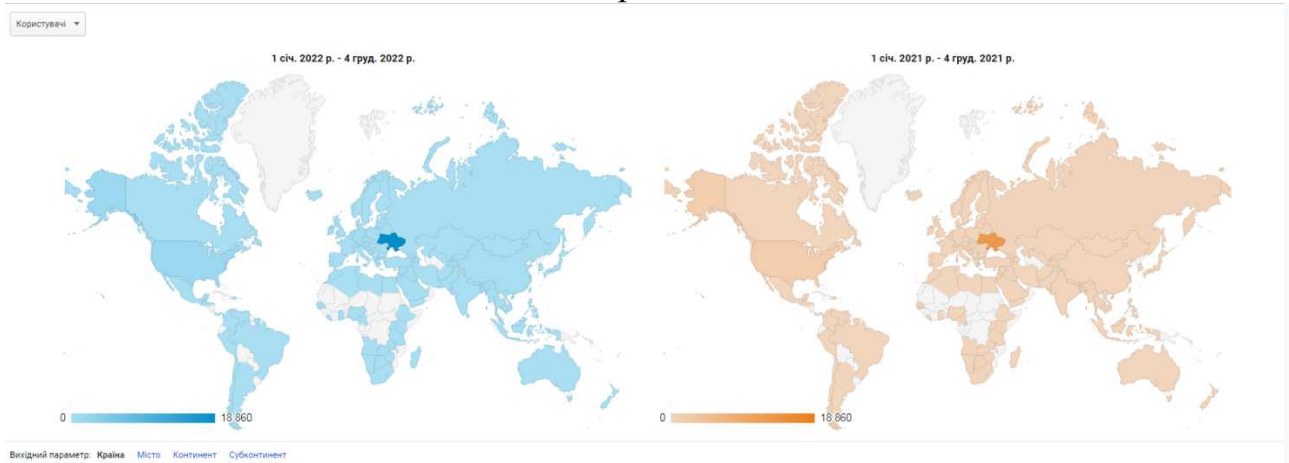 Користувачі
1 січ. 2022 р. - 4 груд. 2022 р.
1 січ. 2021 р. - 4 груд. 2021 р.
0 18 860
0 18 860
Вихідний параметр: Країна Місто Континент Субконтинент